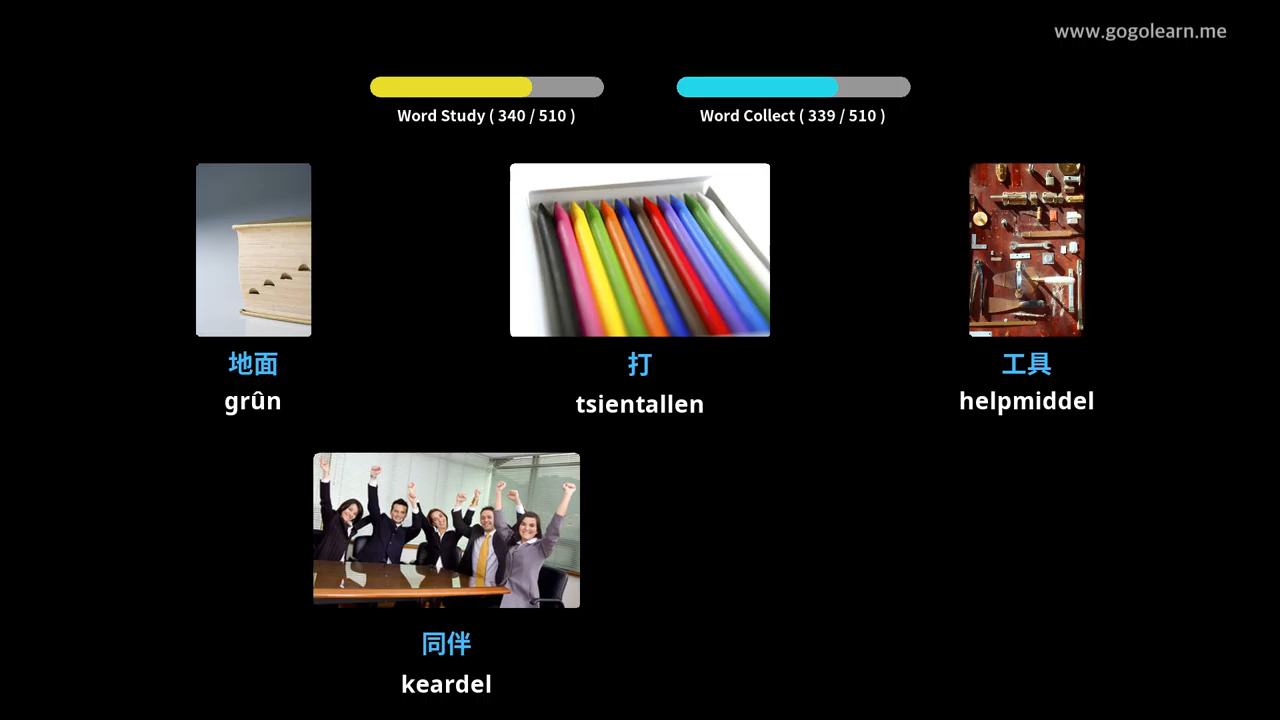 www.gogolearn.me
Word Study ( 340 / 510 )
Word Collect ( 339 / 510 )
地面
grûn
打
tsientallen
工具
helpmiddel
同伴
keardel